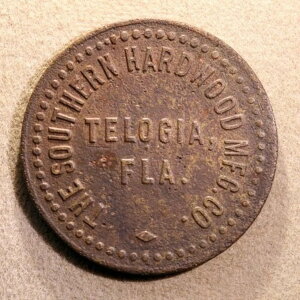 THE SOUTHERN HARDWOOD MFG. CO.
TELOGIA,
FLA.